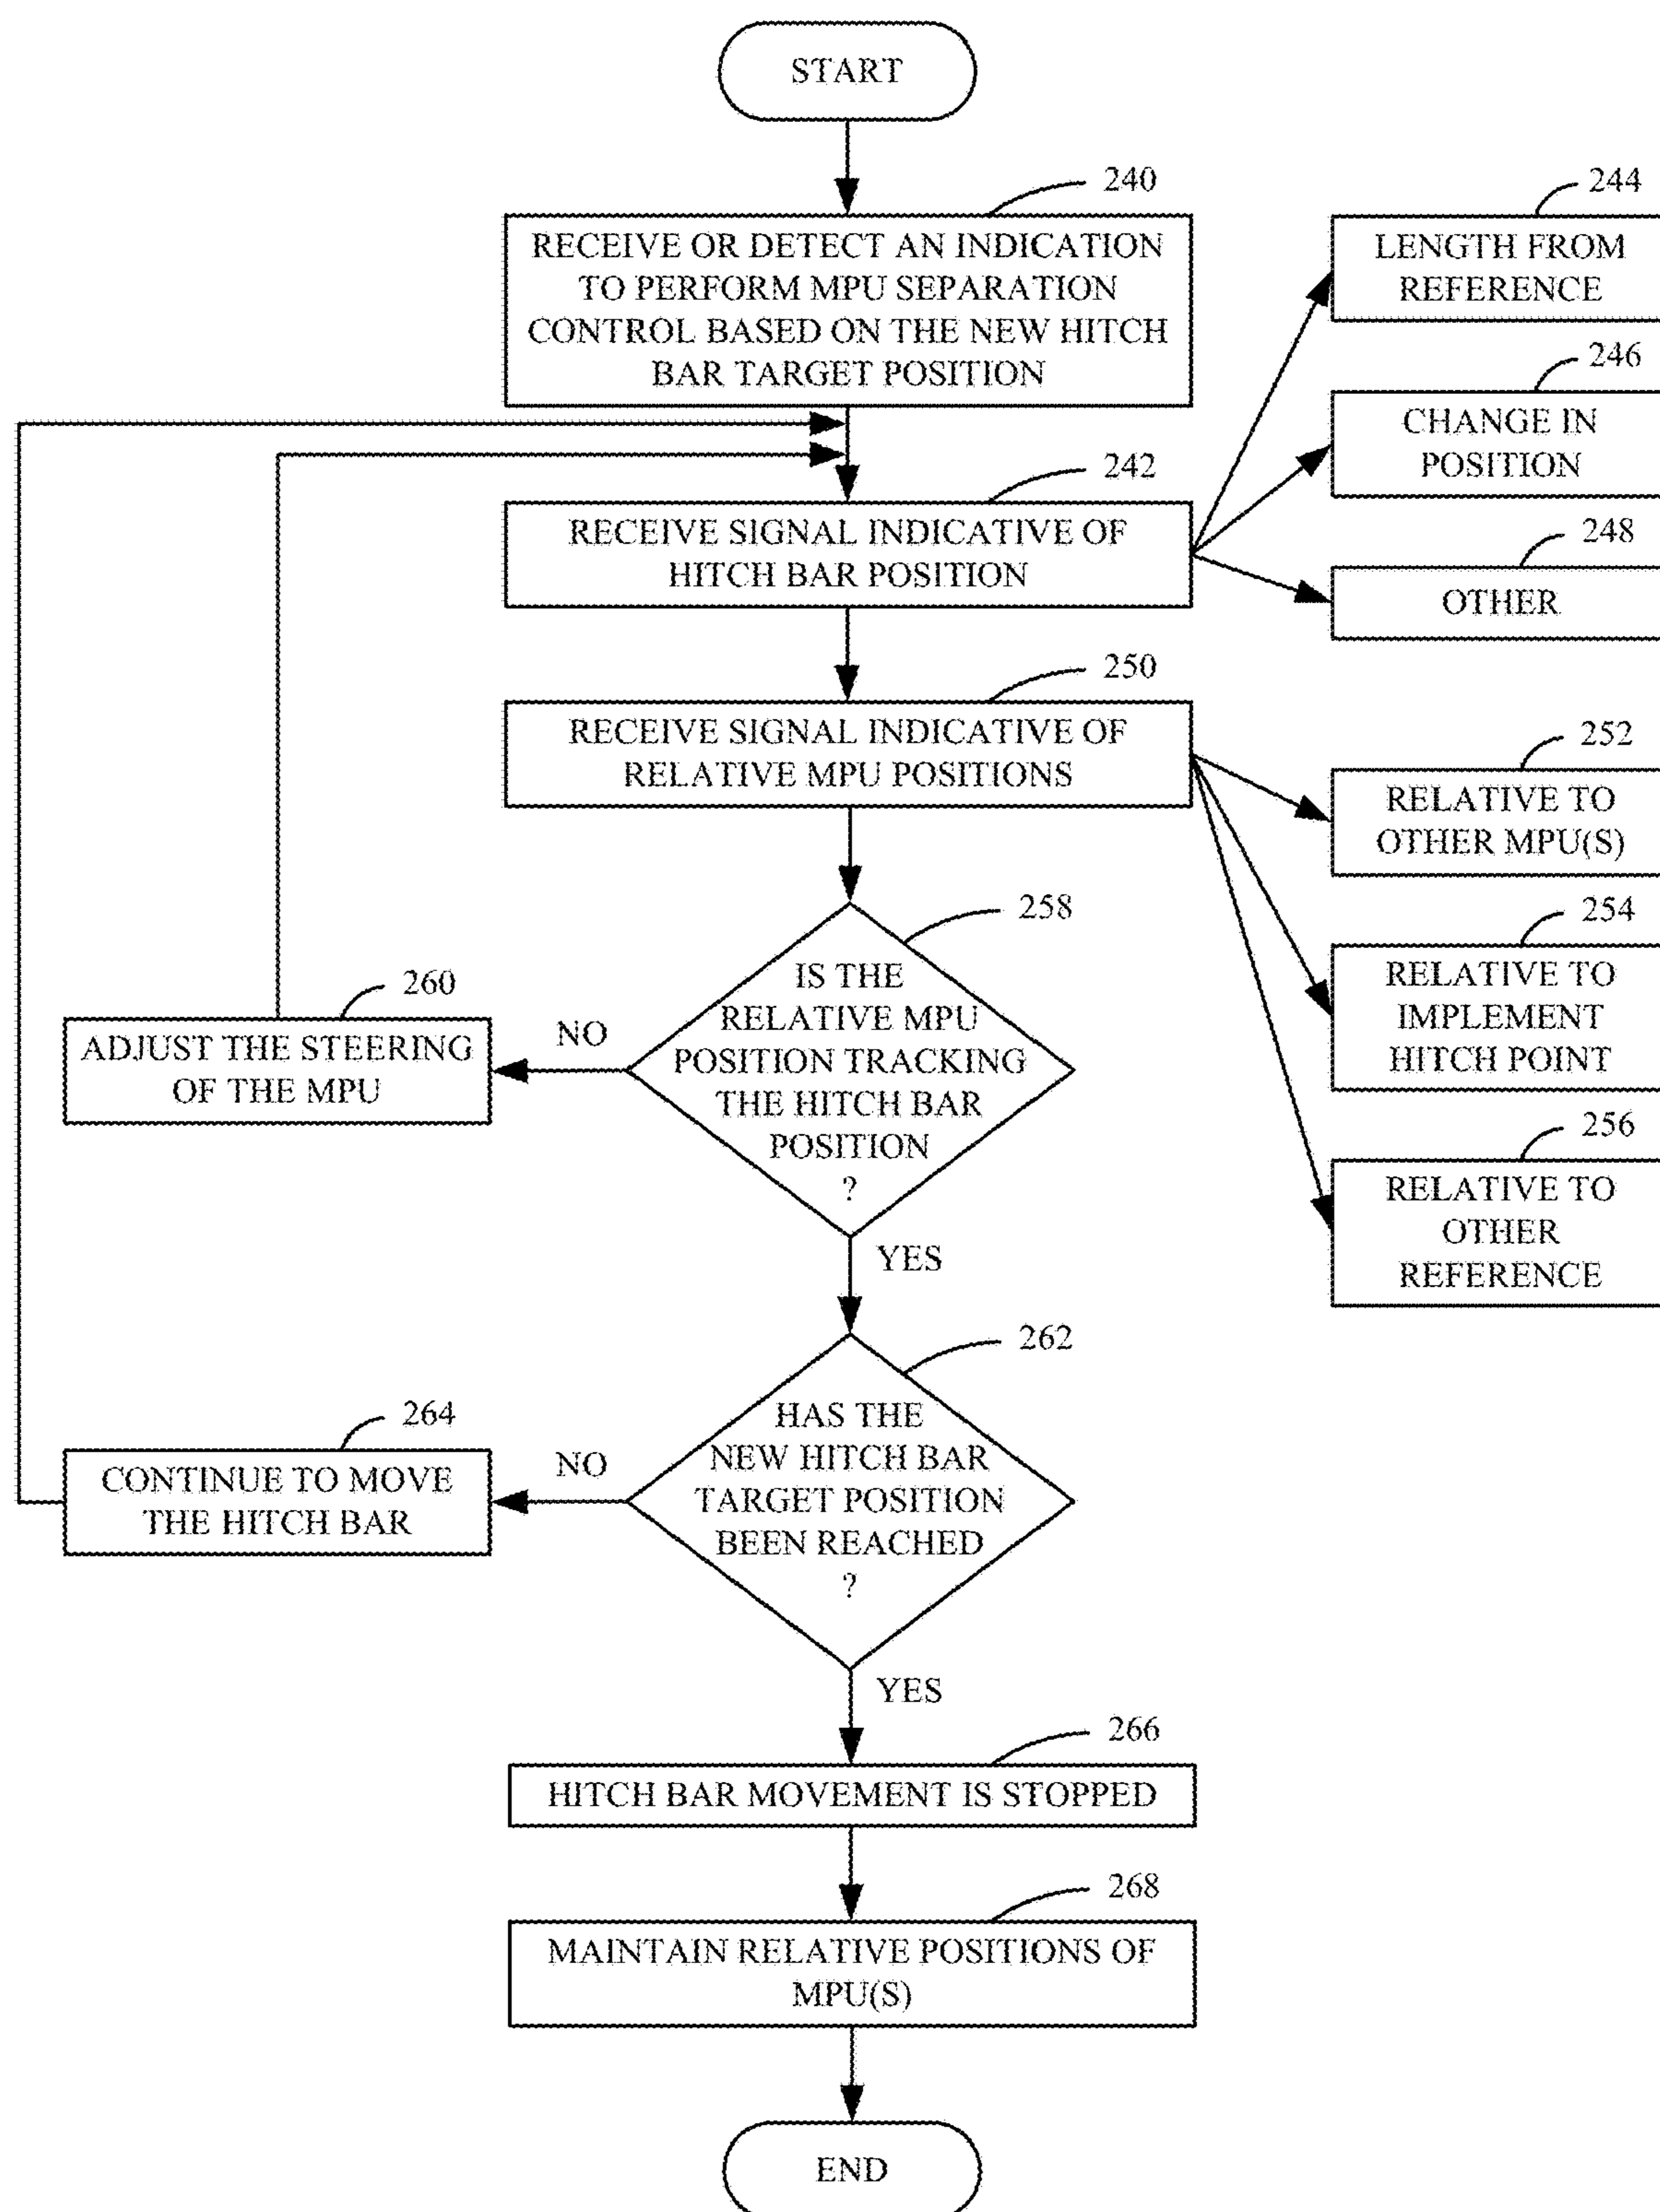 START
240
RECEIVE OR DETECT AN INDICATION
TO PERFORM MPU SEPARATION
CONTROL BASED ON THE NEW HITCH
BAR TARGET POSITION
244
LENGTH FROM
REFERENCE
246
CHANGE IN
POSITION
242
RECEIVE SIGNAL INDICATIVE OF
HITCH BAR POSITION
248
OTHER
250
RECEIVE SIGNAL INDICATIVE OF
RELATIVE MPU POSITIONS
252
RELATIVE TO
OTHER MPU(S)
254
RELATIVE TO
IMPLEMENT
HITCH POINT
256
RELATIVE TO
OTHER
REFERENCE
258
IS THE
RELATIVE MPU
POSITION TRACKING
THE HITCH BAR
POSITION
?
NO
260
ADJUST THE STEERING
OF THE MPU
YES
262
HAS THE
NEW HITCH BAR
TARGET POSITION
BEEN REACHED
?
NO
264
CONTINUE TO MOVE
THE HITCH BAR
YES
266
HITCH BAR MOVEMENT IS STOPPED
268
MAINTAIN RELATIVE POSITIONS OF
MPU(S)
END